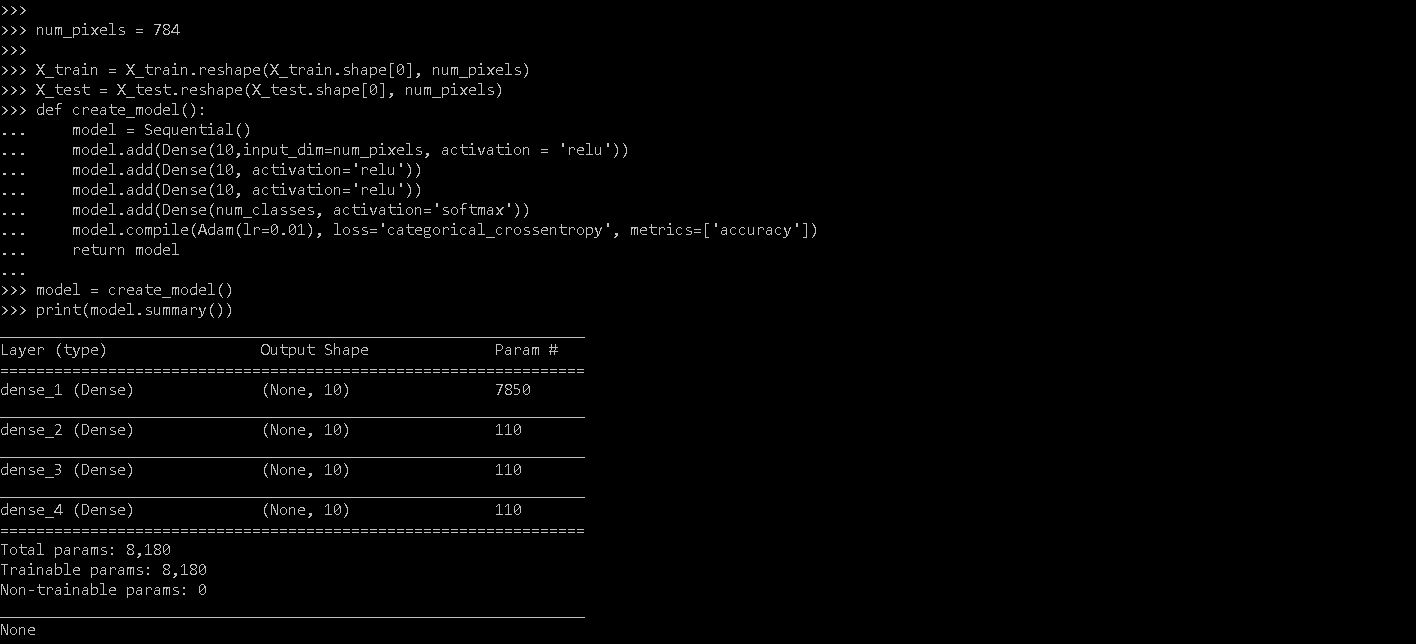 >>>
>>> num_pixels = 784
>>>
>>> X_train = X_train.reshape(X_train.shape[0], num_pixels)
>>> X_test = X_test.reshape(X_test.shape[0], num_pixels)
>>> def create_model():
...     model = Sequential()
...     model.add(Dense(10,input_dim=num_pixels, activation = 'relu'))
...     model.add(Dense(10, activation='relu'))
...     model.add(Dense(10, activation='relu'))
...     model.add(Dense(num_classes, activation='softmax'))
...     model.compile(Adam(lr=0.01), loss='categorical_crossentropy', metrics=['accuracy'])
...     return model
...
>>> model = create_model()
>>> print(model.summary())
_________________________________________________________________
Layer (type)                 Output Shape              Param #
=================================================================
dense_1 (Dense)              (None, 10)                7850
_________________________________________________________________
dense_2 (Dense)              (None, 10)                110
_________________________________________________________________
dense_3 (Dense)              (None, 10)                110
_________________________________________________________________
dense_4 (Dense)              (None, 10)                110
=================================================================
Total params: 8,180
Trainable params: 8,180
Non-trainable params: 0
_________________________________________________________________
None